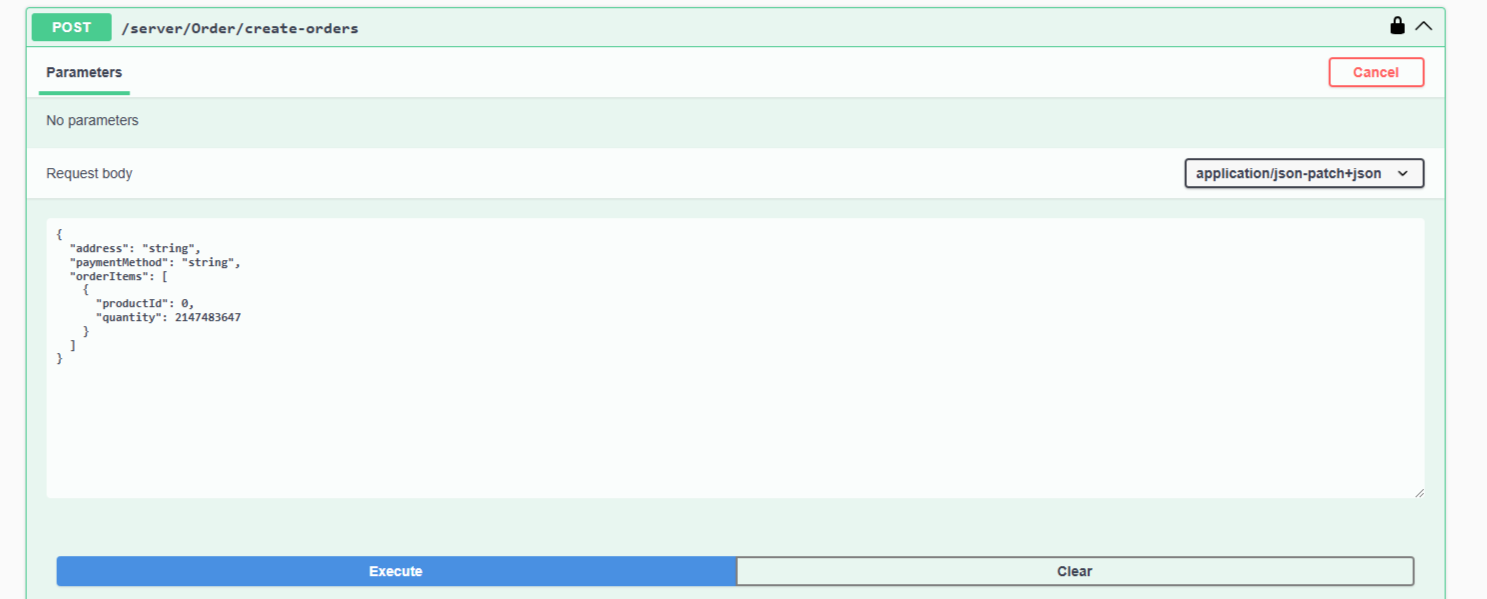 POST /server/Order/create-orders
Parameters
Cancel
No parameters
Request body
application/json-patch+json
{
  "address": "string",
  "paymentMethod": "string",
  "orderItems": [
    {
      "productId": 0,
      "quantity": 2147483647
    }
  ]
}
Execute
Clear